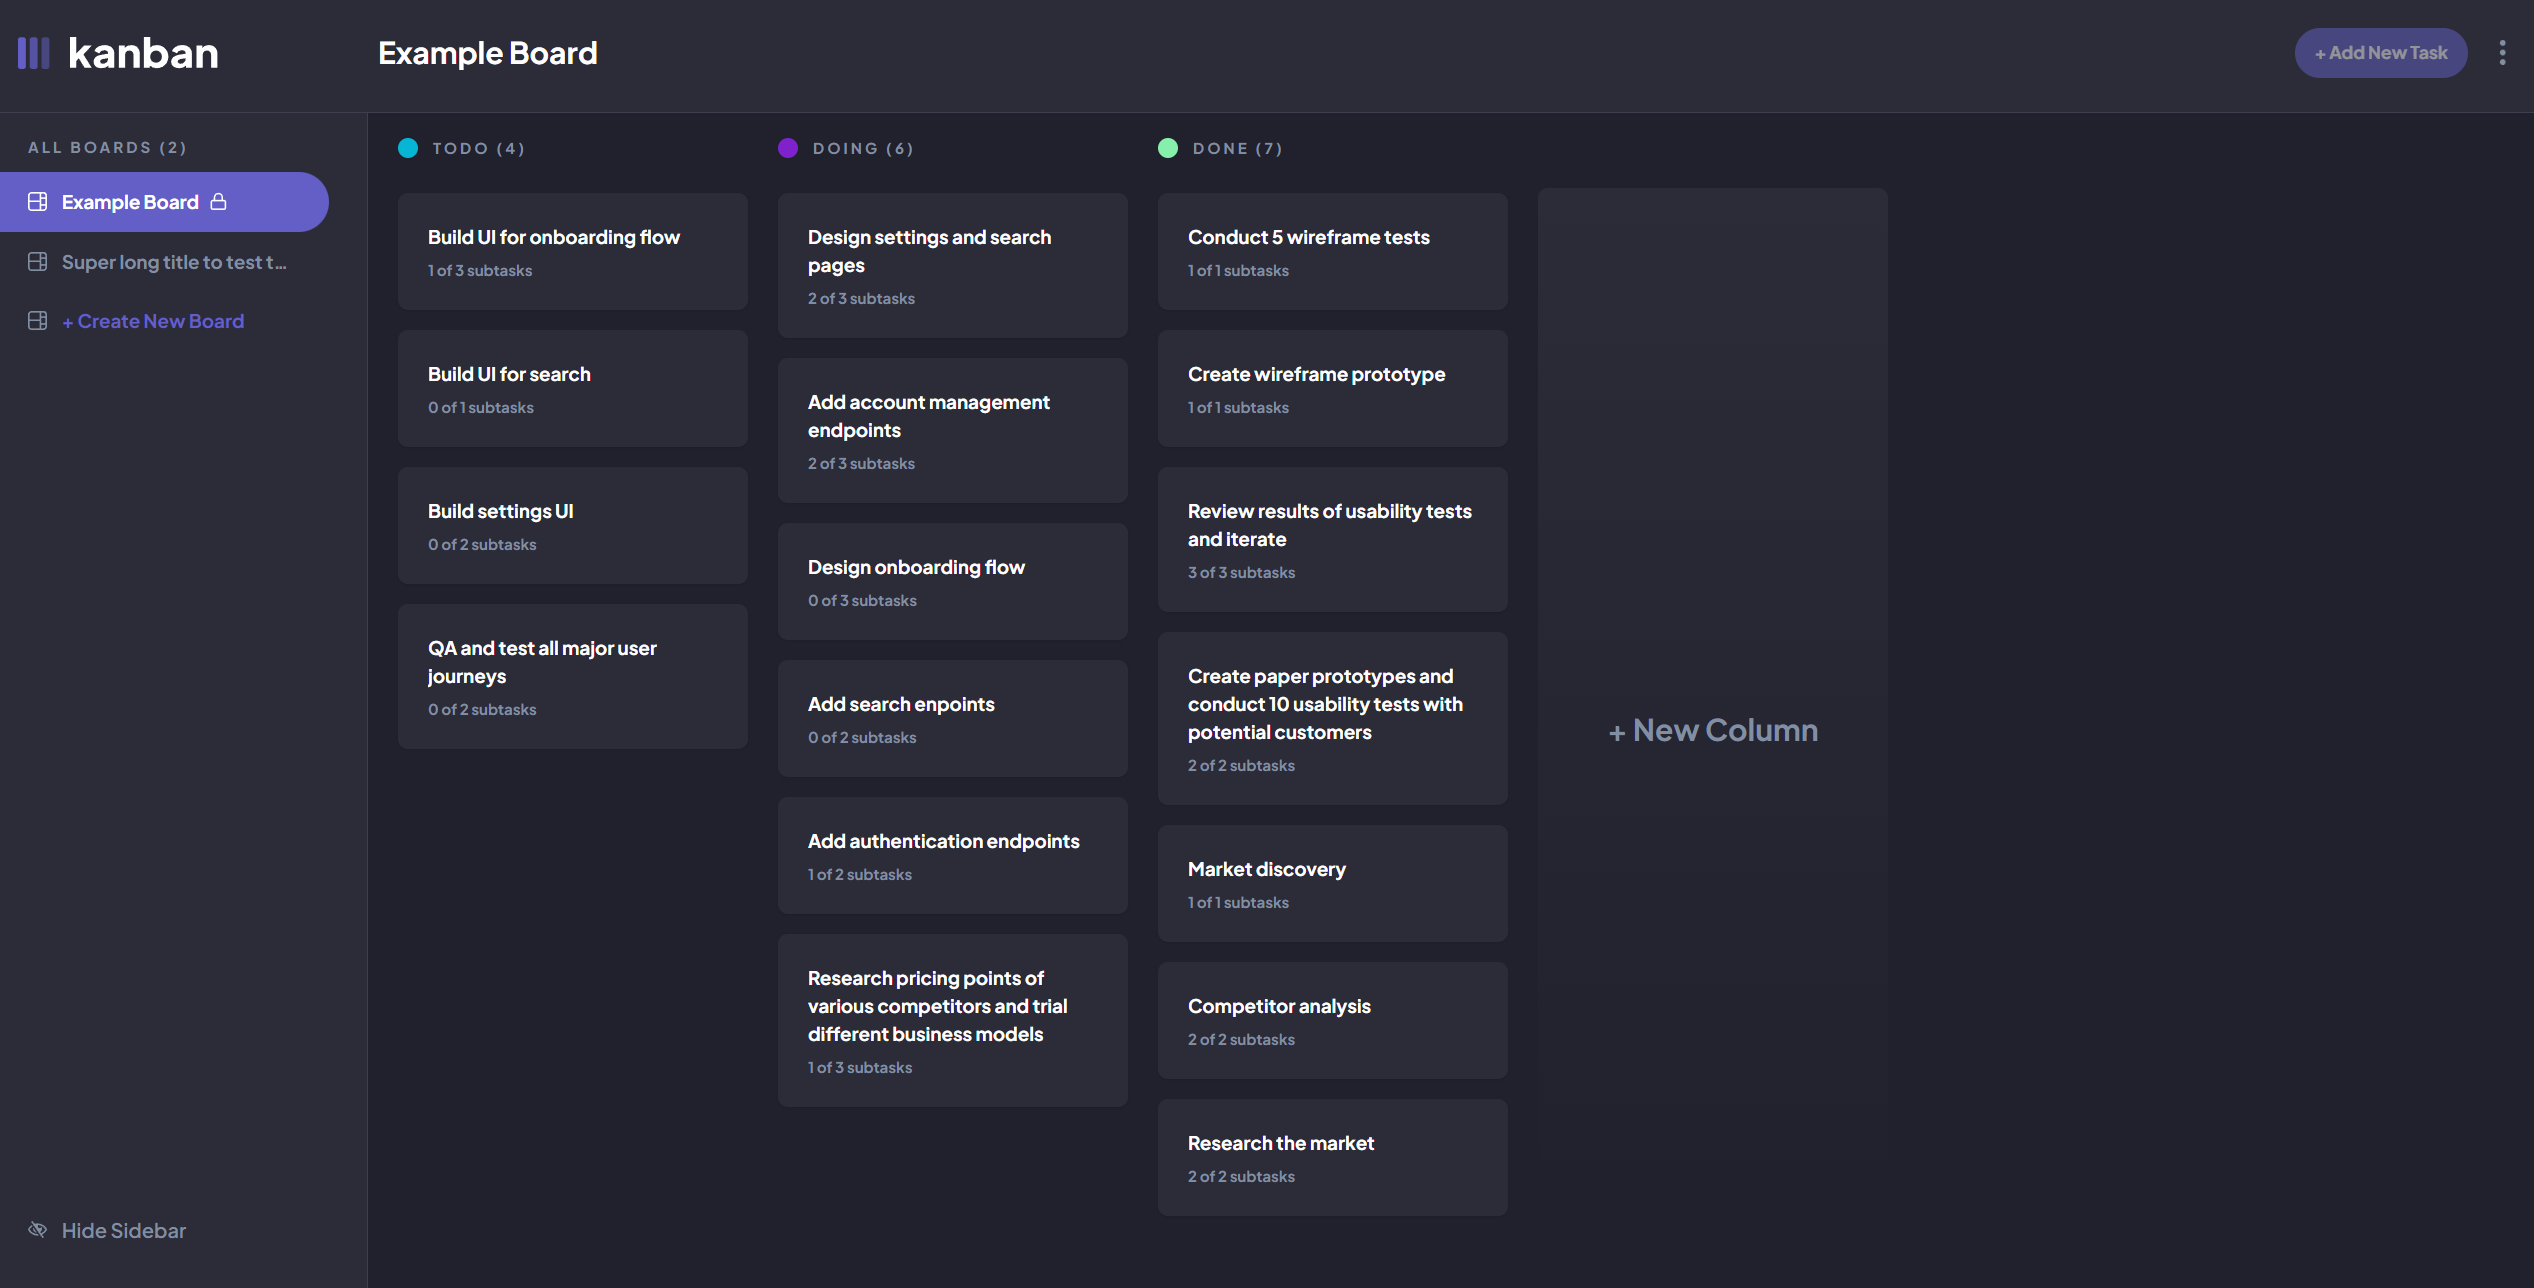 kanban
Example Board
+ Add New Task
ALL BOARDS (2)
Example Board
Super long title to test t...
+ Create New Board
Hide Sidebar
TODO (4)
Build UI for onboarding flow
1 of 3 subtasks
Build UI for search
0 of 1 subtasks
Build settings UI
0 of 2 subtasks
QA and test all major user
journeys
0 of 2 subtasks
DOING (6)
Design settings and search
pages
2 of 3 subtasks
Add account management
endpoints
2 of 3 subtasks
Design onboarding flow
0 of 3 subtasks
Add search enpoints
0 of 2 subtasks
Add authentication endpoints
1 of 2 subtasks
Research pricing points of
various competitors and trial
different business models
1 of 3 subtasks
DONE (7)
Conduct 5 wireframe tests
1 of 1 subtasks
Create wireframe prototype
1 of 1 subtasks
Review results of usability tests
and iterate
3 of 3 subtasks
Create paper prototypes and
conduct 10 usability tests with
potential customers
2 of 2 subtasks
Market discovery
1 of 1 subtasks
Competitor analysis
2 of 2 subtasks
Research the market
2 of 2 subtasks
+ New Column